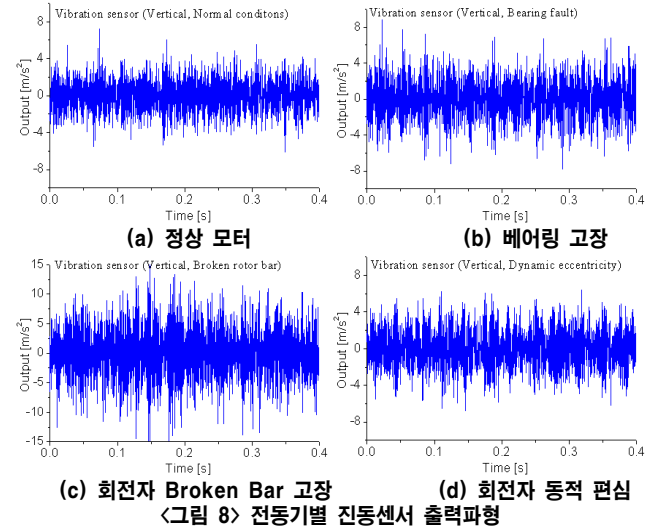 Vibration sensor (Vertical, Normal conditons)
8
4
0
-4
-8
Output [m/s²]
0.0 0.1 0.2 0.3 0.4
Time [s]
(a) 정상 모터
Vibration sensor (Vertical, Bearing fault)
8
4
0
-4
-8
Output [m/s²]
0.0 0.1 0.2 0.3 0.4
Time [s]
(b) 베어링 고장
Vibration sensor (Vertical, Broken rotor bar)
15
10
5
0
-5
-10
-15
Output [m/s²]
0.0 0.1 0.2 0.3 0.4
Time [s]
(c) 회전자 Broken Bar 고장
Vibration sensor (Vertical, Dynamic eccentricity)
8
4
0
-4
-8
Output [m/s²]
0.0 0.1 0.2 0.3 0.4
Time [s]
(d) 회전자 동적 편심
<그림 8> 전동기별 진동센서 출력파형